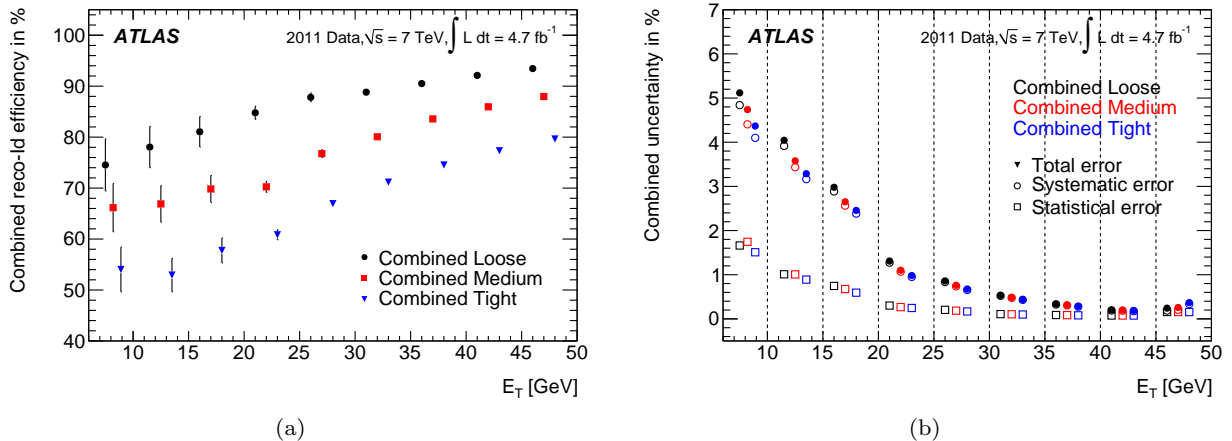 ATLAS 2011 Data,√s = 7 TeV,∫ L dt = 4.7 fb⁻¹
Combined reco-Id efficiency in %
100
90
80
70
60
50
40
Combined Loose
Combined Medium
Combined Tight
10 15 20 25 30 35 40 45 50
E_T [GeV]
(a)
ATLAS 2011 Data,√s = 7 TeV,∫ L dt = 4.7 fb⁻¹
Combined uncertainty in %
7
6
5
4
3
2
1
0
Combined Loose
Combined Medium
Combined Tight
Total error
Systematic error
Statistical error
10 15 20 25 30 35 40 45 50
E_T [GeV]
(b)